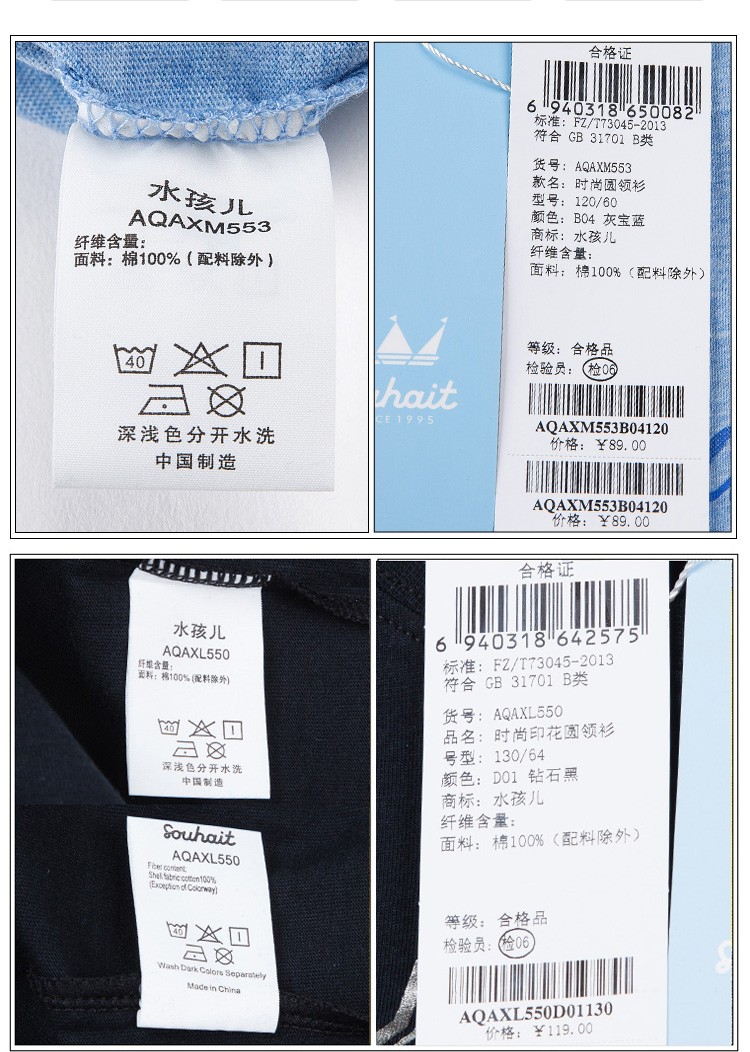 水孩儿
AQAXM553
纤维含量:
面料: 棉100% ( 配料除外 )
40
深浅色分开水洗
中国制造
合格证
6 940318 650082
标准: FZ/T73045-2013
符合 GB 31701 B类
货号: AQAXM553
款名: 时尚圆领衫
型号: 120/60
颜色: B04 灰宝蓝
商标: 水孩儿
纤维含量:
面料: 棉100%（配料除外）
等级: 合格品
检验员: 检06
AQAXM553B04120
价格: ¥89.00
AQAXM553B04120
价格: ¥89.00
hait
CE 1995
水孩儿
AQAXL550
纤维含量:
面料: 棉100% (配料除外)
40
深浅色分开水洗
中国制造
Souhait
AQAXL550
Fiber content:
Shell fabric:cotton100%
(Exception of Colorway)
40
Wash Dark Colors Separately
Made in China
合格证
6 940318 642575
标准: FZ/T73045-2013
符合 GB 31701 B类
货号: AQAXL550
品名: 时尚印花圆领衫
号型: 130/64
颜色: D01 钻石黑
商标: 水孩儿
纤维含量:
面料: 棉100%（配料除外）
等级: 合格品
检验员: 检06
AQAXL550D01130
价格: ¥119.00